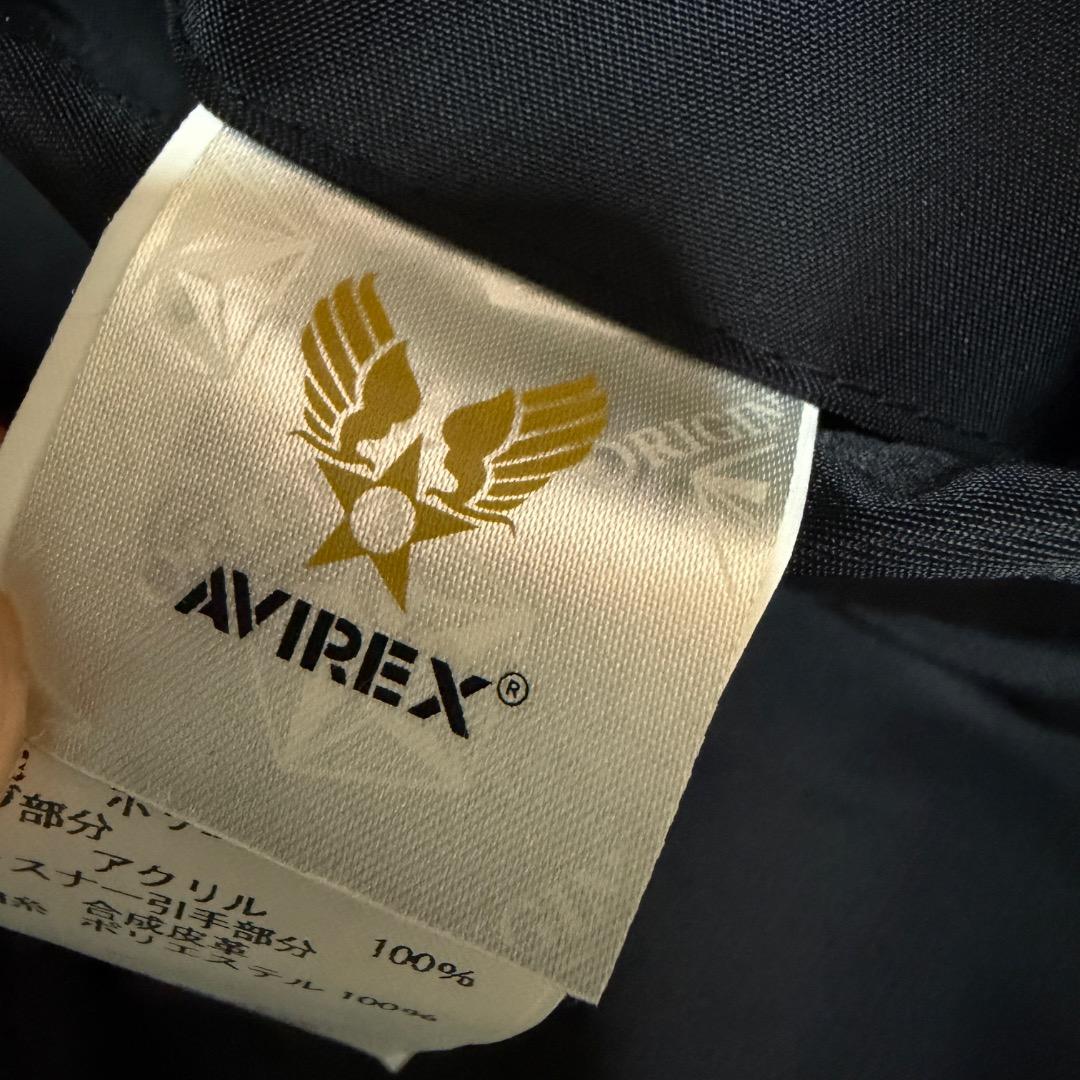 ORIGIN
AVIREX®
部分
アクリル 100%
スナー引手部分
合成皮革
ポリエステル 100%